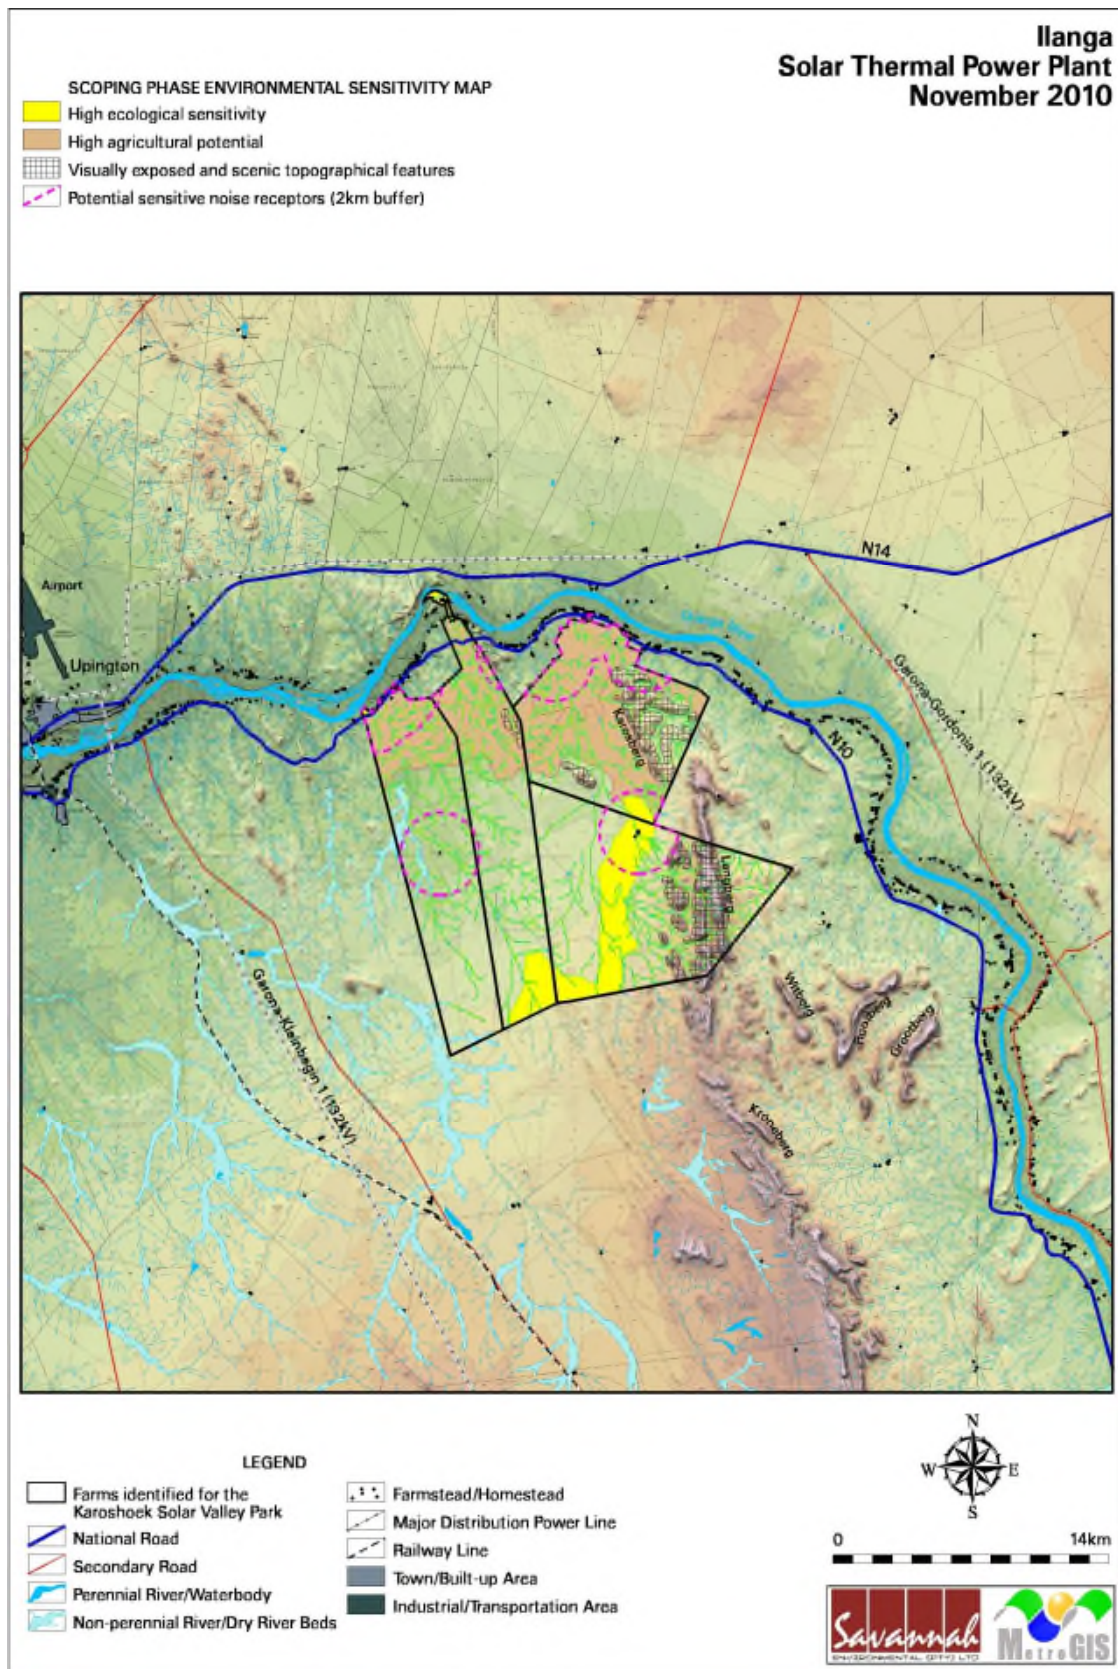 Ilanga
Solar Thermal Power Plant
November 2010
SCOPING PHASE ENVIRONMENTAL SENSITIVITY MAP
High ecological sensitivity
High agricultural potential
Visually exposed and scenic topographical features
Potential sensitive noise receptors (2km buffer)
N14
Airport
Upington
Garona-Gordonia 1 (132kV)
Karosberg
N10
Langberg
Witberg
Rooiberg
Grootberg
Garona-Kleinbegin 1 (132kV)
Kroneberg
LEGEND
Farms identified for the
Karoshoek Solar Valley Park
National Road
Secondary Road
Perennial River/Waterbody
Non-perennial River/Dry River Beds
Farmstead/Homestead
Major Distribution Power Line
Railway Line
Town/Built-up Area
Industrial/Transportation Area
N
W E
S
0 14km
Savannah
ENVIRONMENTAL (PTY) LTD
MetroGIS